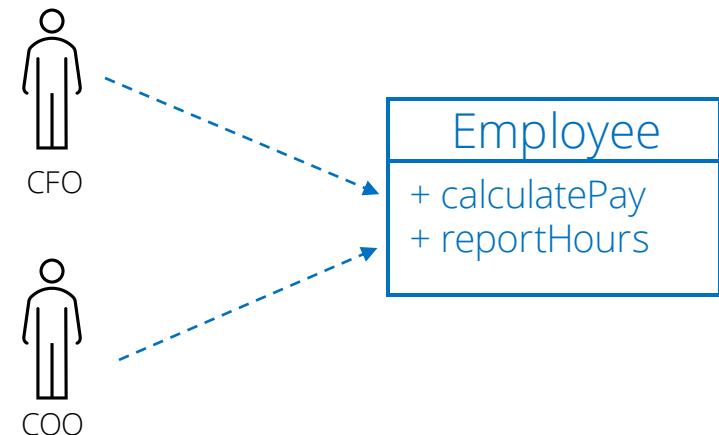 CFO
Employee
+ calculatePay
+ reportHours
COO